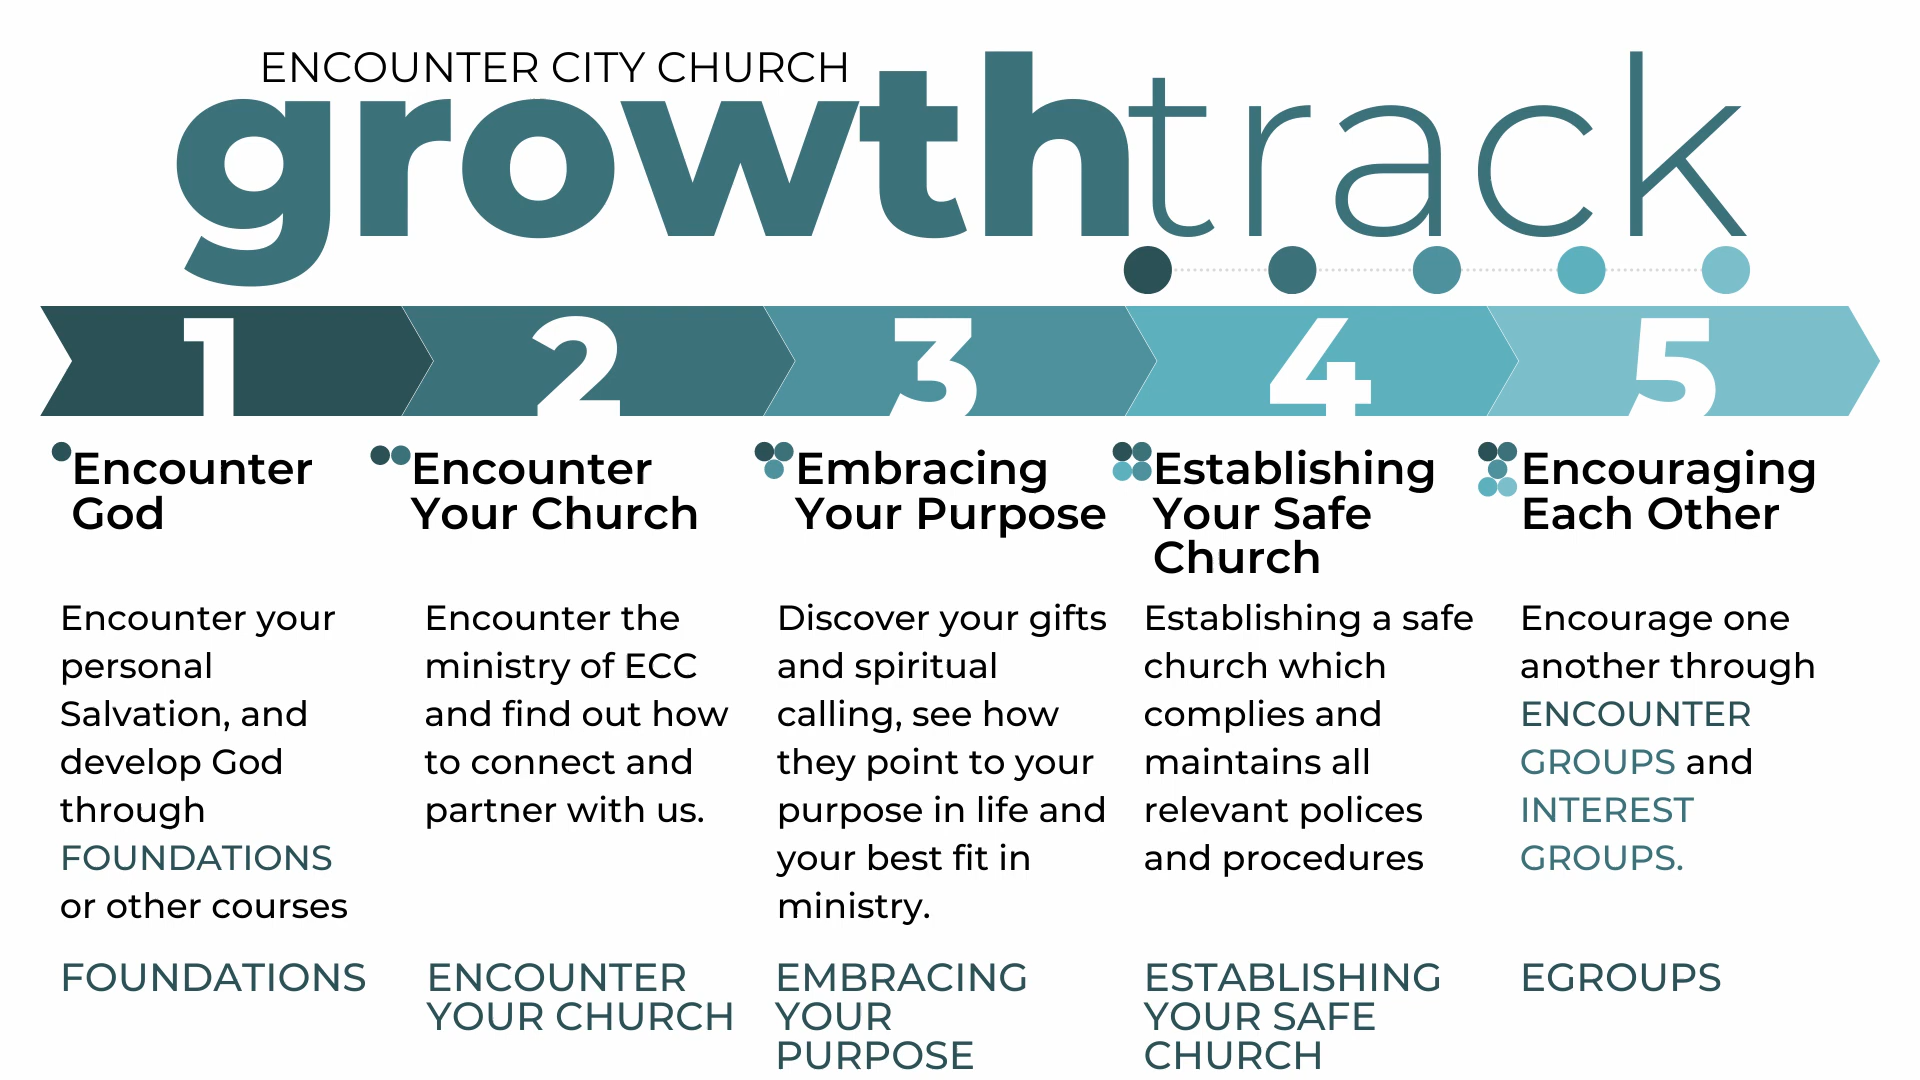 ENCOUNTER CITY CHURCH
growthtrack
1
2
3
4
5
Encounter
God
Encounter your
personal
Salvation, and
develop God
through
FOUNDATIONS
or other courses
FOUNDATIONS
Encounter
Your Church
Encounter the
ministry of ECC
and find out how
to connect and
partner with us.
ENCOUNTER
YOUR CHURCH
Embracing
Your Purpose
Discover your gifts
and spiritual
calling, see how
they point to your
purpose in life and
your best fit in
ministry.
EMBRACING
YOUR
PURPOSE
Establishing
Your Safe
Church
Establishing a safe
church which
complies and
maintains all
relevant polices
and procedures
ESTABLISHING
YOUR SAFE
CHURCH
Encouraging
Each Other
Encourage one
another through
ENCOUNTER
GROUPS and
INTEREST
GROUPS.
EGROUPS